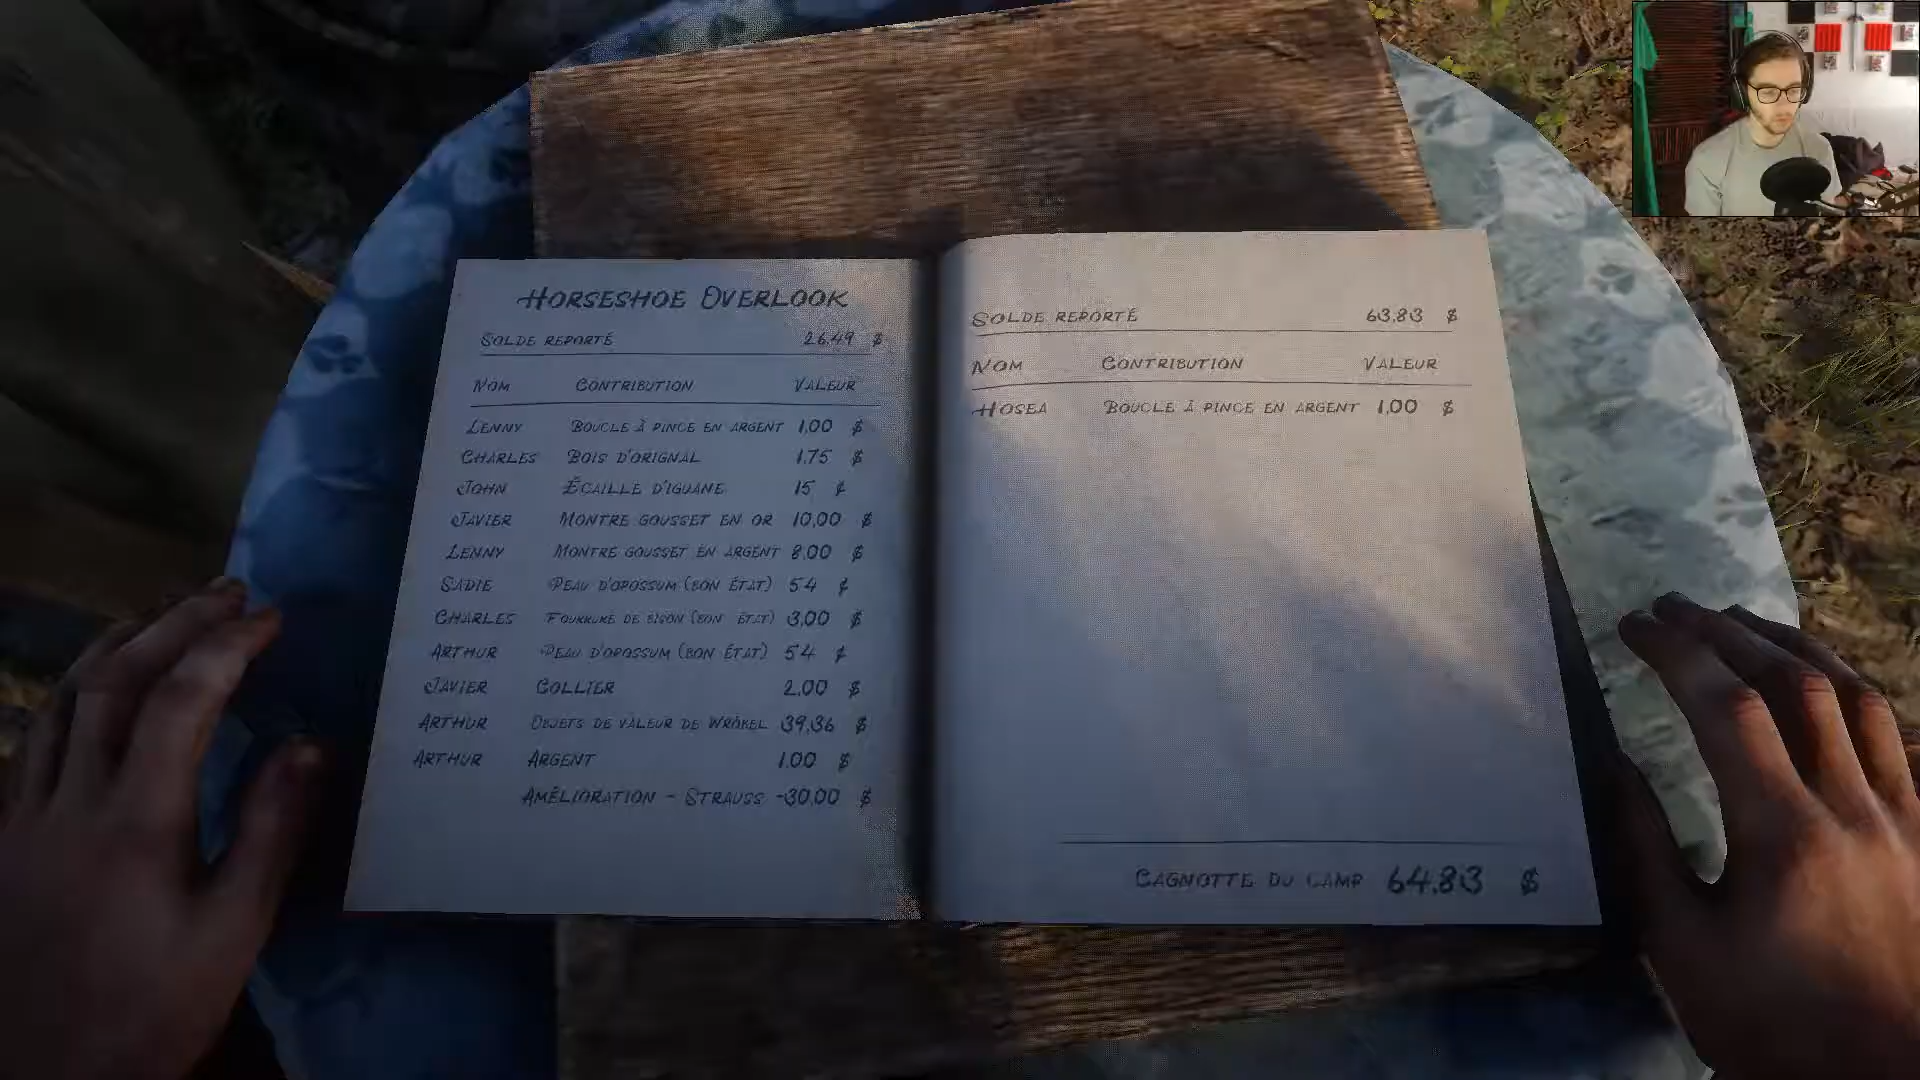 HORSESHOE OVERLOOK
SOLDE REPORTÉ 26.49 $
NOM CONTRIBUTION VALEUR
LENNY BOUCLE À PINCE EN ARGENT 1,00 $
CHARLES BOIS D'ORIGNAL 1.75 $
JOHN ÉCAILLE D'IGUANE 15 ¢
JAVIER MONTRE GOUSSET EN OR 10,00 $
LENNY MONTRE GOUSSET EN ARGENT 8.00 $
SADIE PEAU D'OPOSSUM (BON ÉTAT) 54 ¢
CHARLES FOURRURE DE BISON (BON ÉTAT) 3,00 $
ARTHUR PEAU D'OPOSSUM (BON ÉTAT) 54 ¢
JAVIER COLLIER 2,00 $
ARTHUR OBJETS DE VALEUR DE WRÓBEL 39,36 $
ARTHUR ARGENT 1.00 $
AMÉLIORATION - STRAUSS -30.00 $
SOLDE REPORTÉ 63.83 $
NOM CONTRIBUTION VALEUR
HOSEA BOUCLE À PINCE EN ARGENT 1,00 $
CAGNOTTE DU CAMP 64.83 $